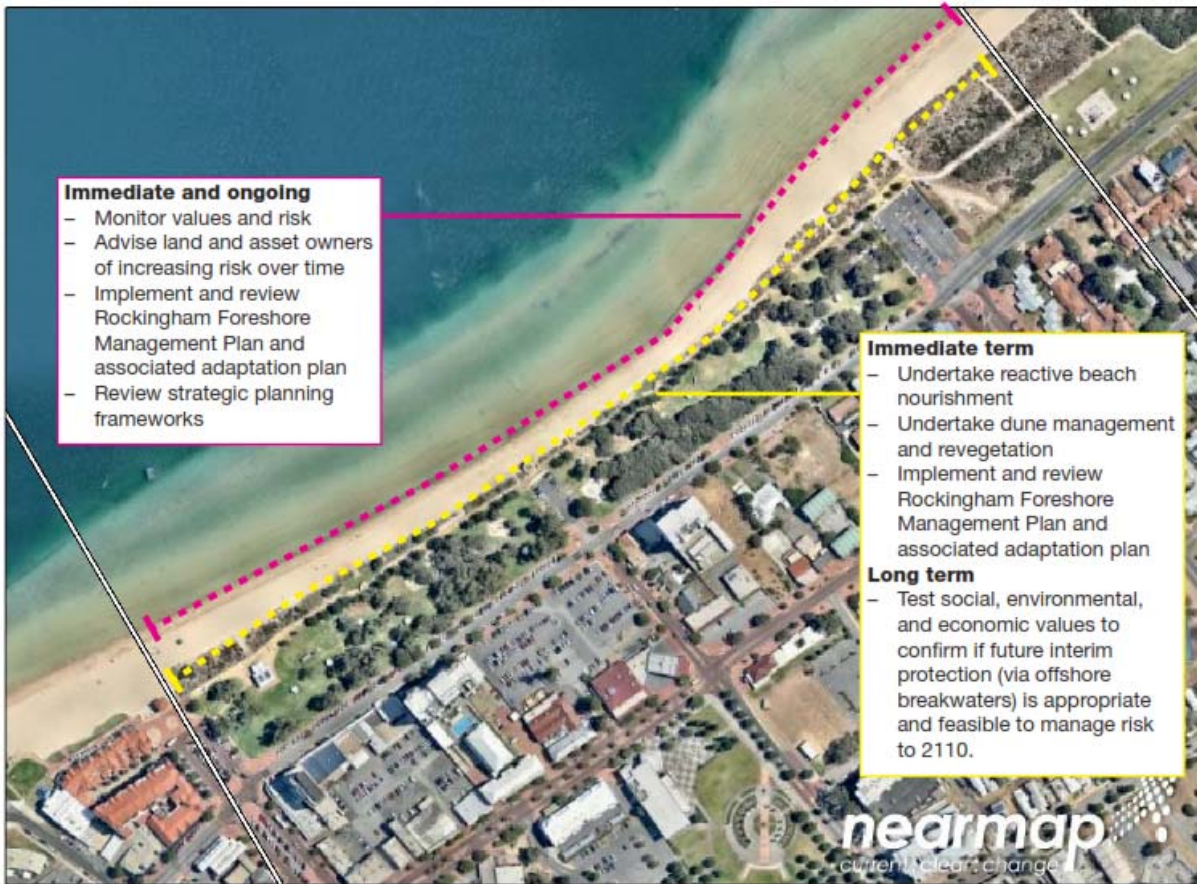 Immediate and ongoing
– Monitor values and risk
– Advise land and asset owners
of increasing risk over time
– Implement and review
Rockingham Foreshore
Management Plan and
associated adaptation plan
– Review strategic planning
frameworks
Immediate term
– Undertake reactive beach
nourishment
– Undertake dune management
and revegetation
– Implement and review
Rockingham Foreshore
Management Plan and
associated adaptation plan
Long term
– Test social, environmental,
and economic values to
confirm if future interim
protection (via offshore
breakwaters) is appropriate
and feasible to manage risk
to 2110.
nearmap
current. clear. change